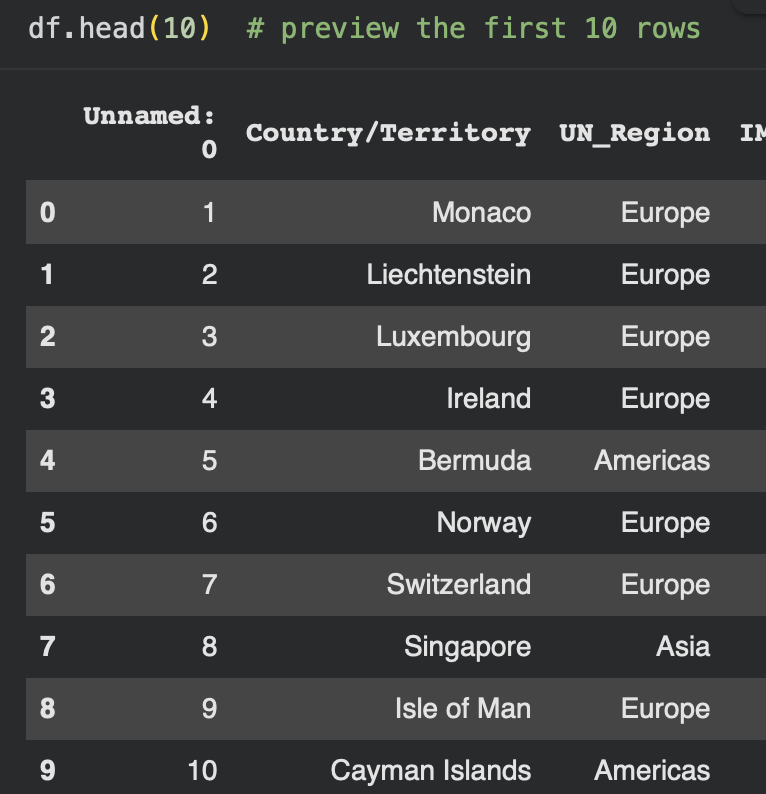 df.head(10)  # preview the first 10 rows
Unnamed: 0 Country/Territory UN_Region IM
0 1 Monaco Europe
1 2 Liechtenstein Europe
2 3 Luxembourg Europe
3 4 Ireland Europe
4 5 Bermuda Americas
5 6 Norway Europe
6 7 Switzerland Europe
7 8 Singapore Asia
8 9 Isle of Man Europe
9 10 Cayman Islands Americas